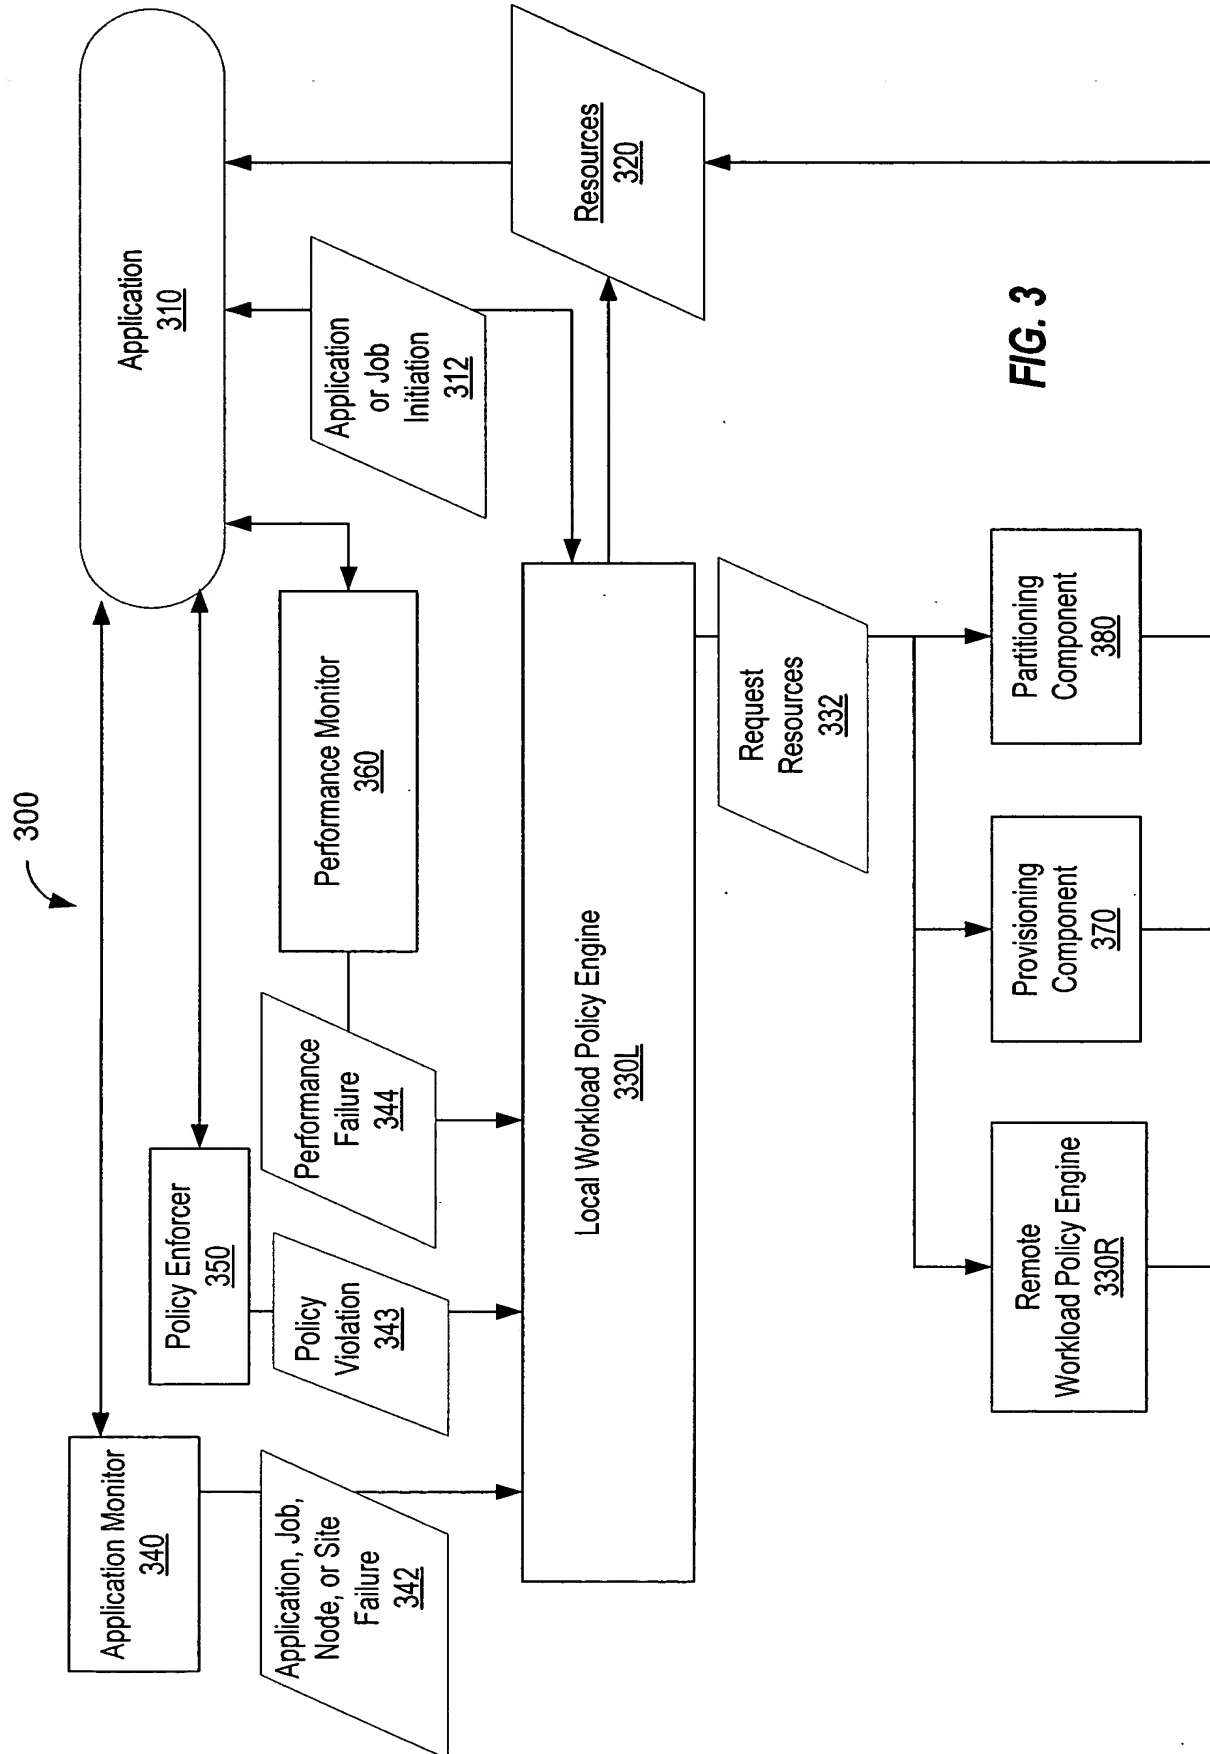 300
Application Monitor
340
Application
310
Policy Enforcer
350
Performance Monitor
360
Application, Job,
Node, or Site
Failure
342
Policy
Violation
343
Performance
Failure
344
Application
or Job
Initiation
312
Local Workload Policy Engine
330L
Resources
320
Request
Resources
332
Remote
Workload Policy Engine
330R
Provisioning
Component
370
Partitioning
Component
380
FIG. 3